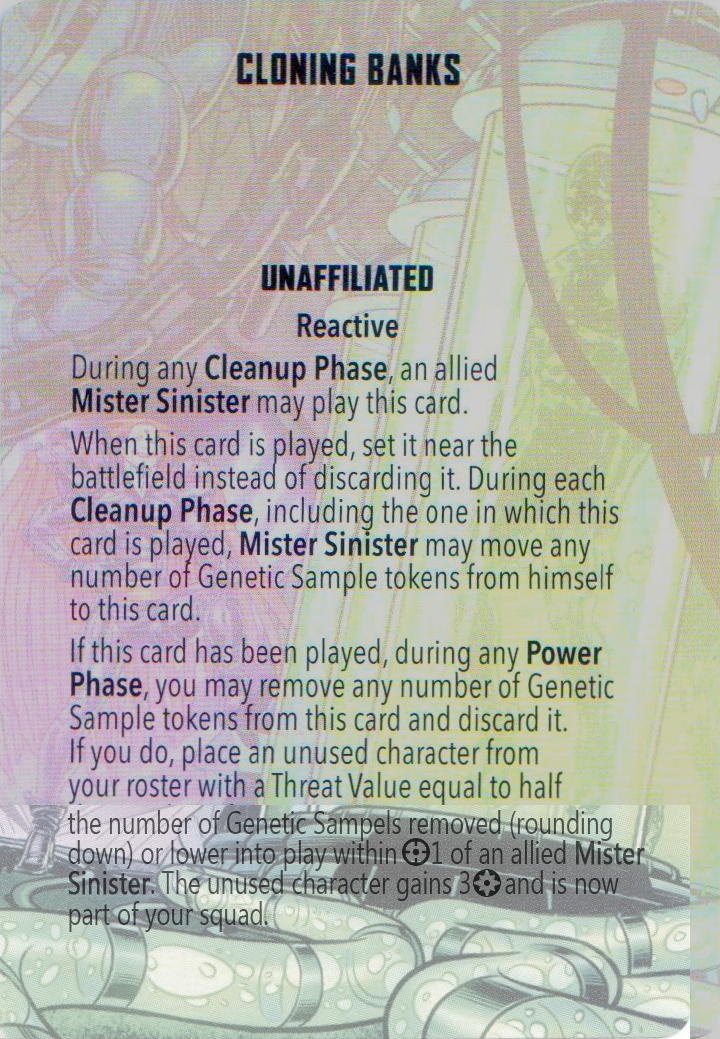 CLONING BANKS
UNAFFILIATED
Reactive
During any Cleanup Phase, an allied
Mister Sinister may play this card.
When this card is played, set it near the
battlefield instead of discarding it. During each
Cleanup Phase, including the one in which this
card is played, Mister Sinister may move any
number of Genetic Sample tokens from himself
to this card.
If this card has been played, during any Power
Phase, you may remove any number of Genetic
Sample tokens from this card and discard it.
If you do, place an unused character from
your roster with a Threat Value equal to half
the number of Genetic Sampels removed (rounding
down) or lower into play within 1 of an allied Mister
Sinister. The unused character gains 3 and is now
part of your squad.